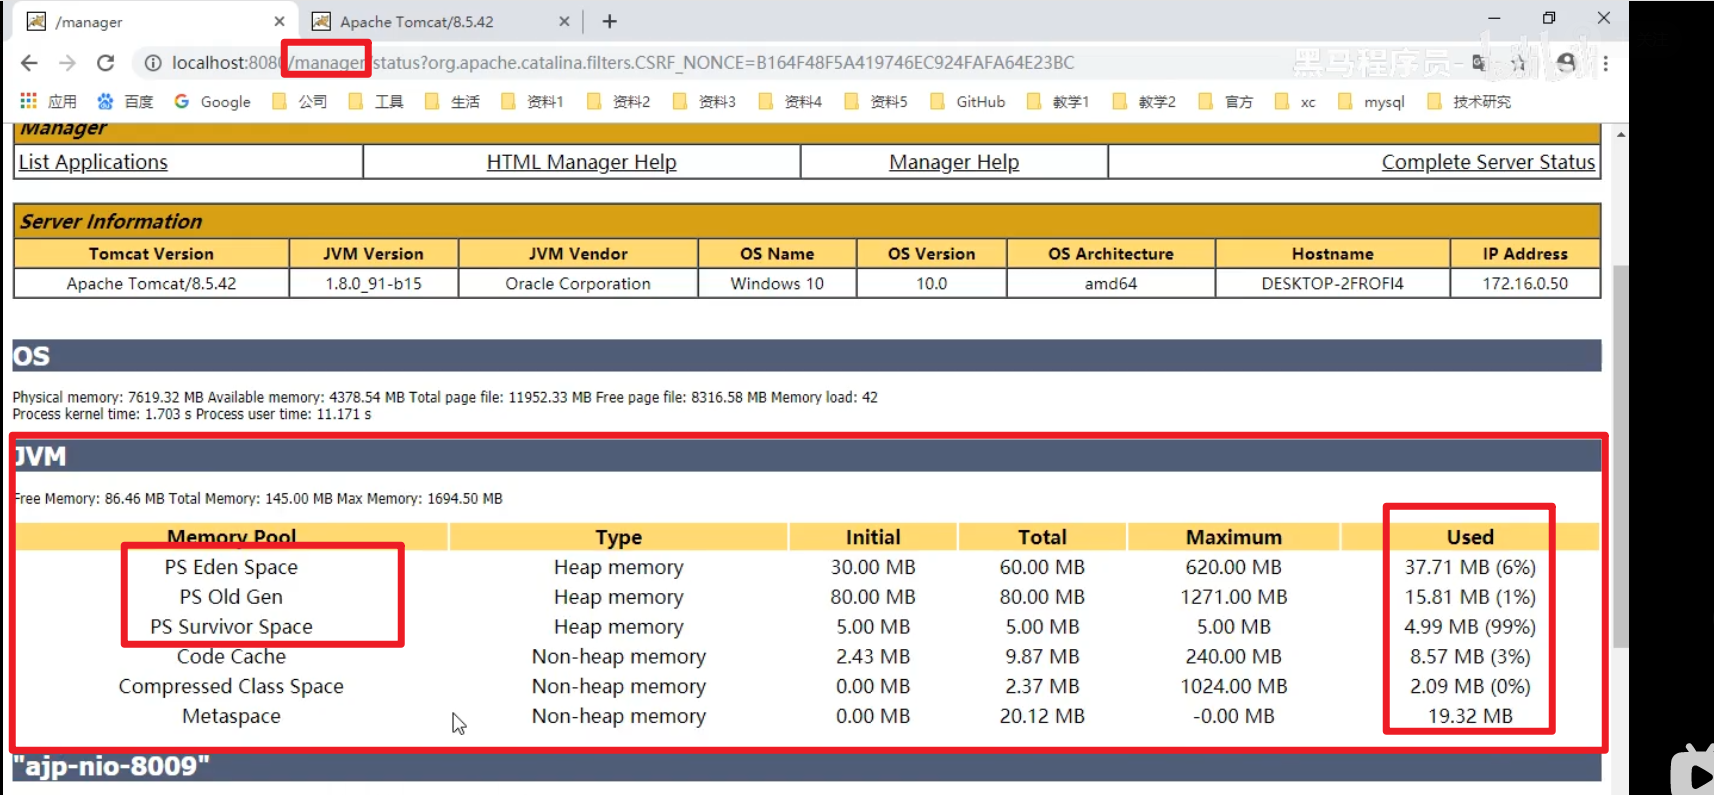 /manager
Apache Tomcat/8.5.42
localhost:8080/manager/status?org.apache.catalina.filters.CSRF_NONCE=B164F48F5A419746EC924FAFA64E23BC
黑马程序员-
应用 百度 Google 公司 工具 生活 资料1 资料2 资料3 资料4 资料5 GitHub 教学1 教学2 官方 xc mysql 技术研究
Manager
List Applications HTML Manager Help Manager Help Complete Server Status
Server Information
Tomcat Version JVM Version JVM Vendor OS Name OS Version OS Architecture Hostname IP Address
Apache Tomcat/8.5.42 1.8.0_91-b15 Oracle Corporation Windows 10 10.0 amd64 DESKTOP-2FROFI4 172.16.0.50
OS
Physical memory: 7619.32 MB Available memory: 4378.54 MB Total page file: 11952.33 MB Free page file: 8316.58 MB Memory load: 42
Process kernel time: 1.703 s Process user time: 11.171 s
JVM
Free Memory: 86.46 MB Total Memory: 145.00 MB Max Memory: 1694.50 MB
Memory Pool Type Initial Total Maximum Used
PS Eden Space Heap memory 30.00 MB 60.00 MB 620.00 MB 37.71 MB (6%)
PS Old Gen Heap memory 80.00 MB 80.00 MB 1271.00 MB 15.81 MB (1%)
PS Survivor Space Heap memory 5.00 MB 5.00 MB 5.00 MB 4.99 MB (99%)
Code Cache Non-heap memory 2.43 MB 9.87 MB 240.00 MB 8.57 MB (3%)
Compressed Class Space Non-heap memory 0.00 MB 2.37 MB 1024.00 MB 2.09 MB (0%)
Metaspace Non-heap memory 0.00 MB 20.12 MB -0.00 MB 19.32 MB
"ajp-nio-8009"